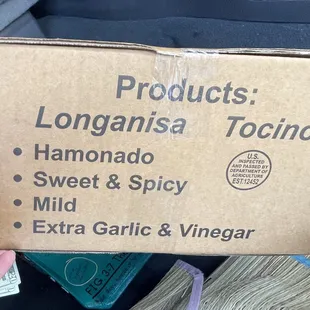 Products:
Longanisa Tocino
• Hamonado
• Sweet & Spicy
• Mild
• Extra Garlic & Vinegar
U.S.
INSPECTED
AND PASSED BY
DEPARTMENT OF
AGRICULTURE
EST.12452